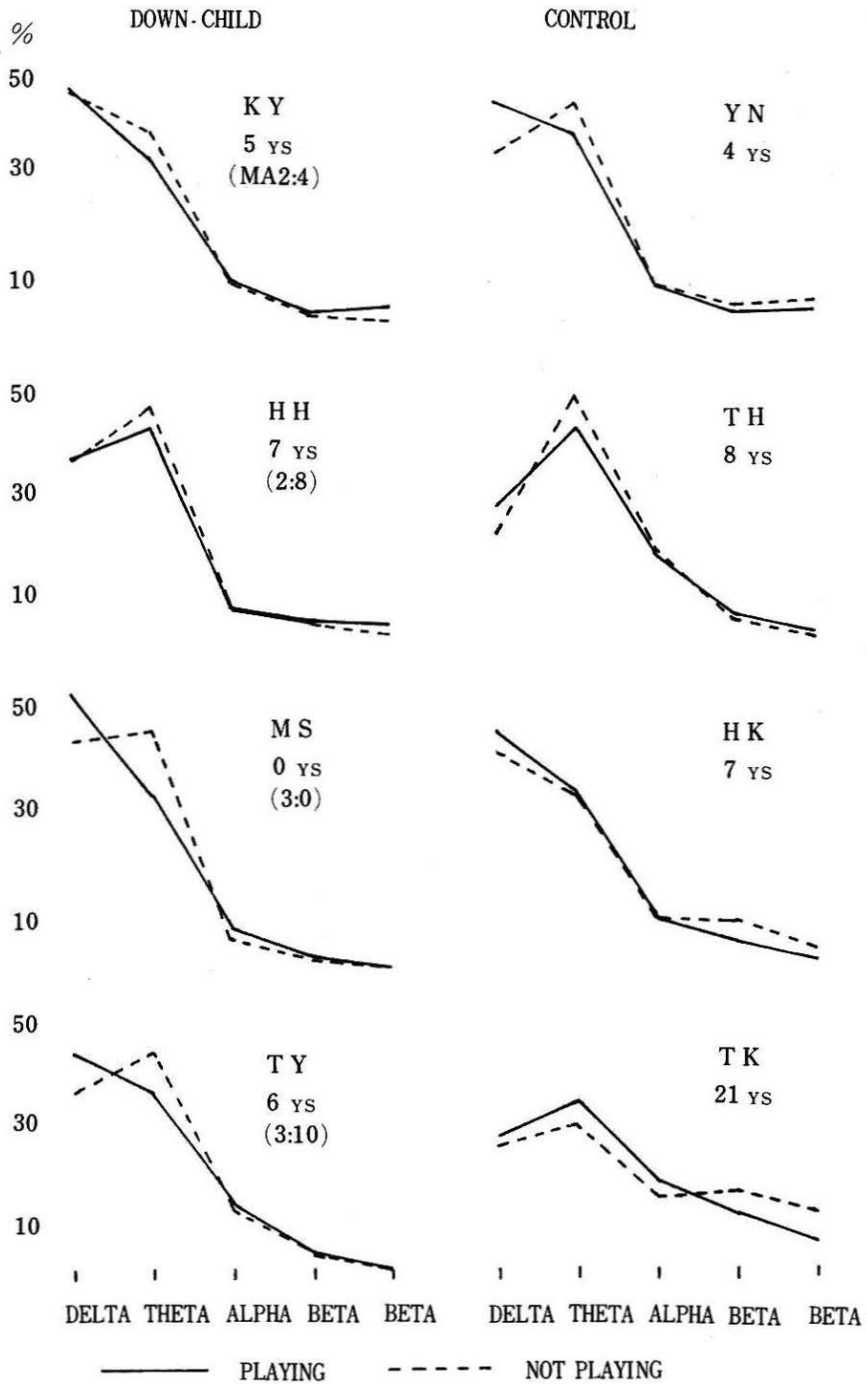 DOWN-CHILD CONTROL
%
50
30
10
K Y
5 YS
(MA2:4)
Y N
4 YS
50
30
10
H H
7 YS
(2:8)
T H
8 YS
50
30
10
M S
0 YS
(3:0)
H K
7 YS
50
30
10
T Y
6 YS
(3:10)
T K
21 YS
DELTA THETA ALPHA BETA BETA DELTA THETA ALPHA BETA BETA
PLAYING NOT PLAYING